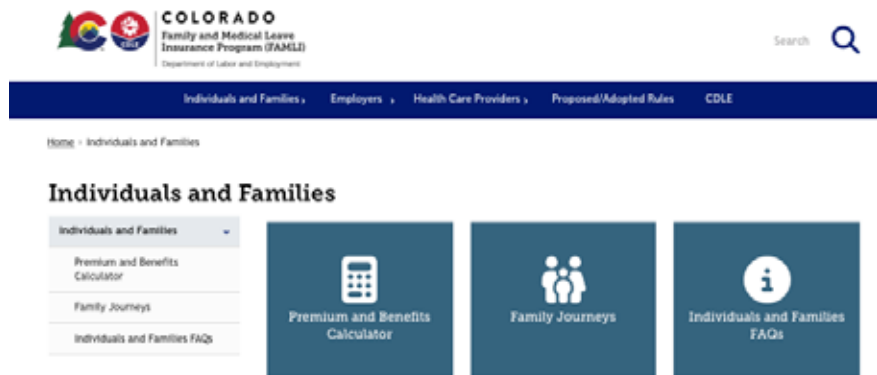 COLORADO
Family and Medical Leave
Insurance Program (FAMLI)
Department of Labor and Employment
CDLE
Search
Individuals and Families Employers Health Care Providers Proposed/Adopted Rules CDLE
Home Individuals and Families
Individuals and Families
Individuals and Families
Premium and Benefits
Calculator
Family Journeys
Individuals and Families FAQs
Premium and Benefits
Calculator
Family Journeys
Individuals and Families
FAQs